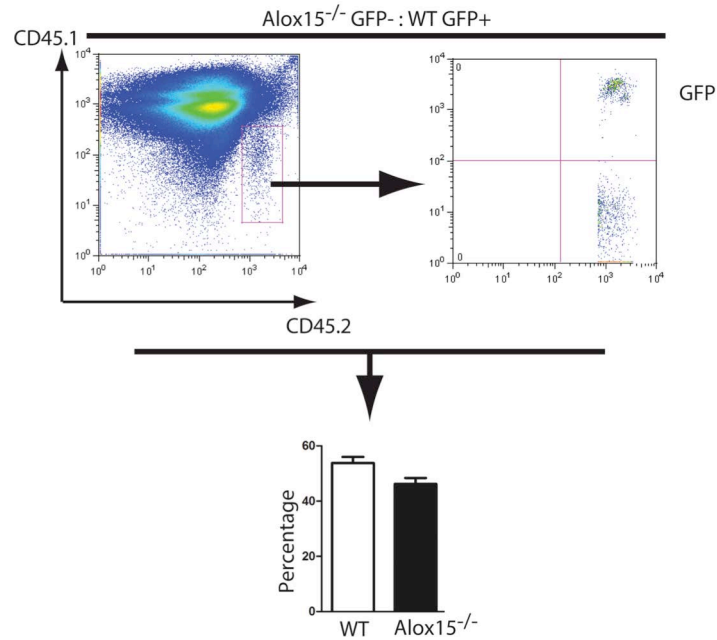 Alox15-/- GFP- : WT GFP+
CD45.1
10^4
10^3
10^2
10^1
10^0
10^0 10^1 10^2 10^3 10^4
CD45.2
GFP
10^4
10^3
10^2
10^1
10^0
0
0
10^0 10^1 10^2 10^3 10^4
Percentage
60
40
20
0
WT Alox15-/-